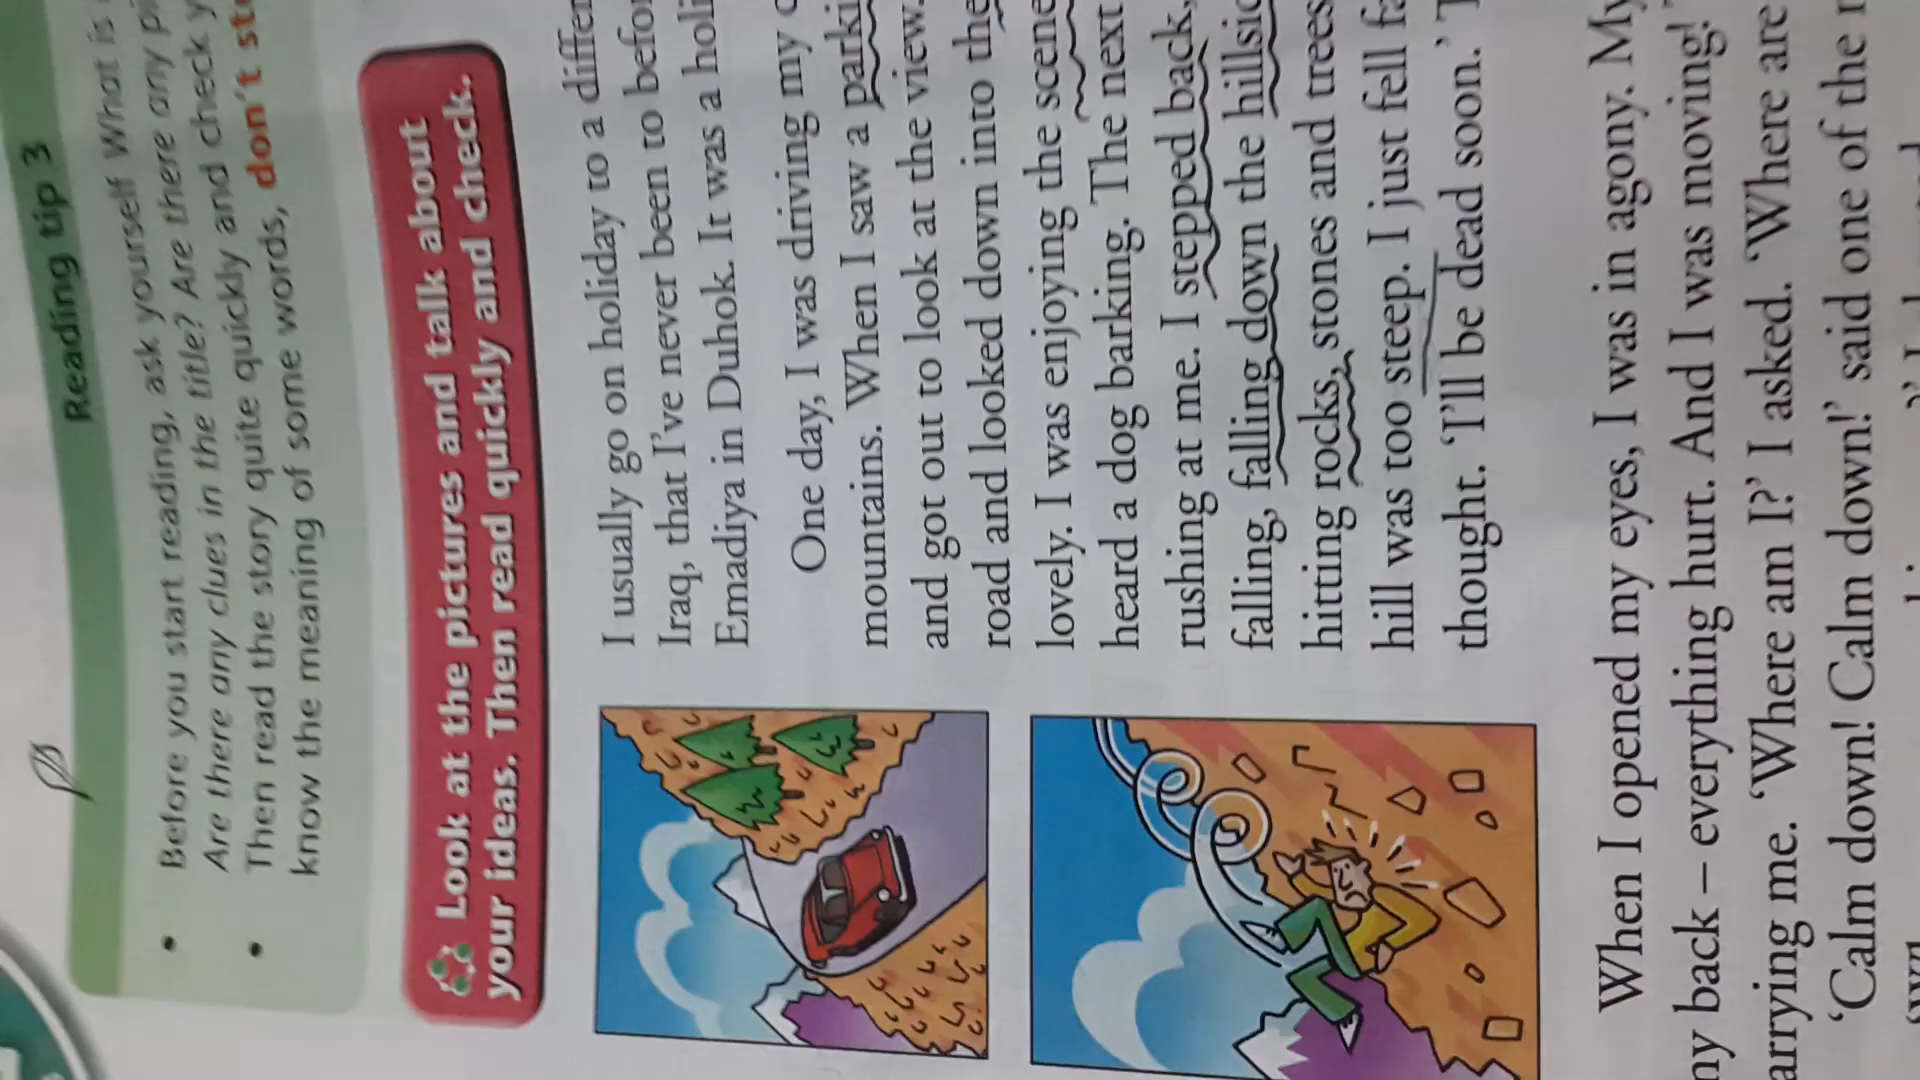 Reading tip 3
• Before you start reading, ask yourself What is
Are there any clues in the title? Are there any
• Then read the story quite quickly and check
know the meaning of some words, don't
Look at the pictures and talk about
your ideas. Then read quickly and check.
I usually go on holiday to a
Iraq, that I've never been to
Emadiya in Duhok. It was a
One day, I was driving my
mountains. When I saw a
and got out to look at the view.
road and looked down into the
lovely. I was enjoying the
heard a dog barking. The next
rushing at me. I stepped back,
falling, falling down the
hitting rocks, stones and trees
hill was too steep. I just fell
thought. 'I'll be dead soon.'
When I opened my eyes, I was in agony. My
my back – everything hurt. And I was moving!
carrying me. 'Where am I?' I asked. 'Where are
'Calm down! Calm down!' said one of the